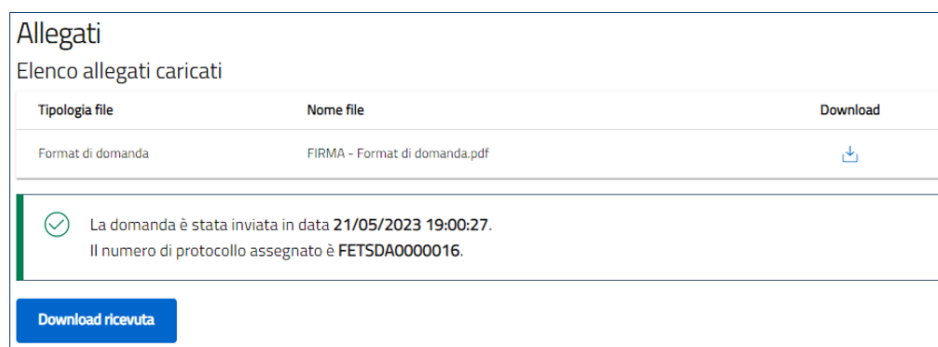 Allegati
Elenco allegati caricati
Tipologia file Nome file Download
Format di domanda FIRMA - Format di domanda.pdf
La domanda è stata inviata in data 21/05/2023 19:00:27.
Il numero di protocollo assegnato è FETSDA0000016.
Download ricevuta